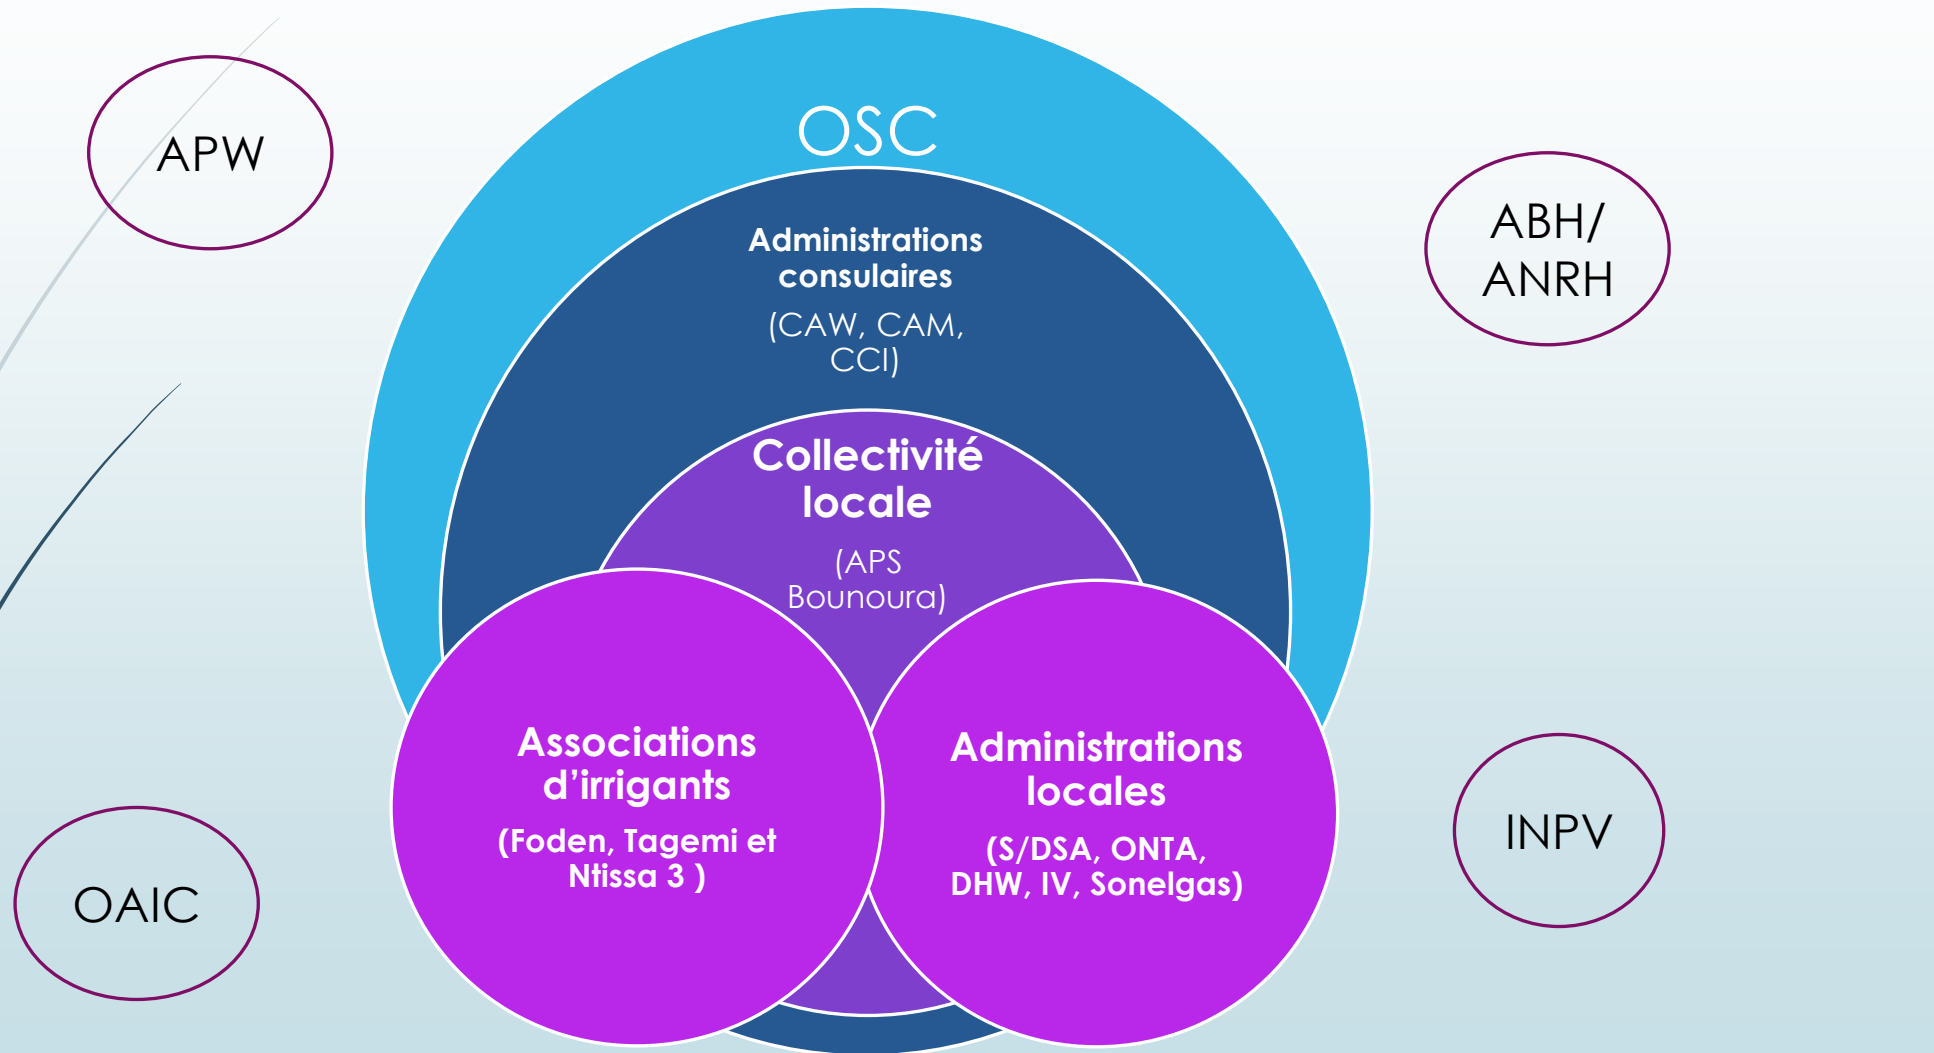 APW
OSC
ABH/
ANRH
Administrations
consulaires
(CAW, CAM,
CCI)
Collectivité
locale
(APS
Bounoura)
Associations
d’irrigants
(Foden, Tagemi et
Ntissa 3 )
Administrations
locales
(S/DSA, ONTA,
DHW, IV, Sonelgas)
OAIC
INPV